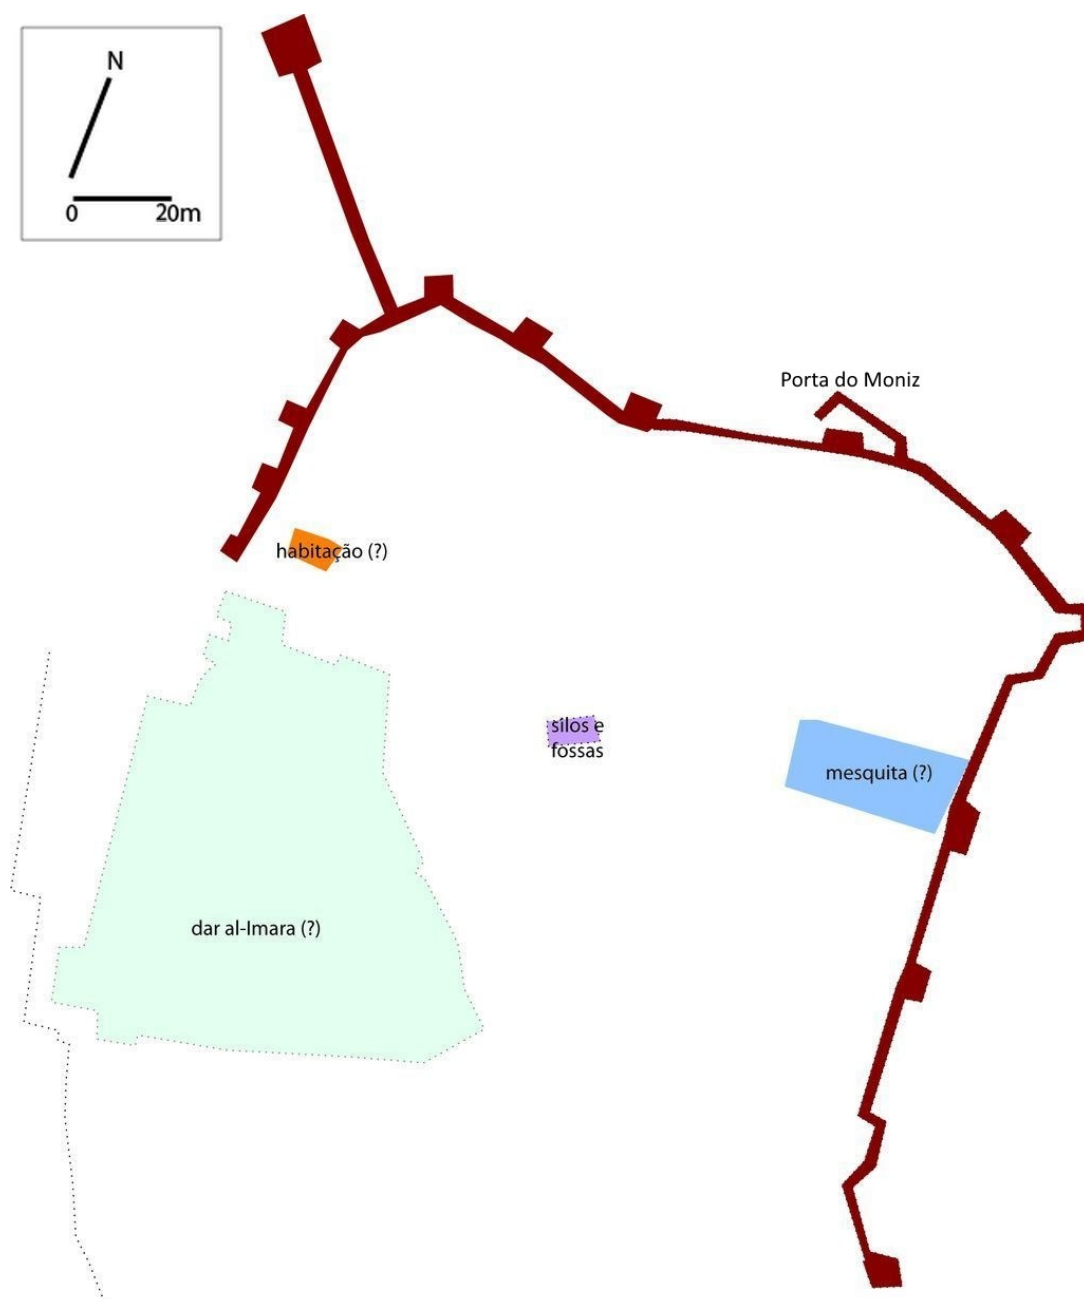 N
0 20m
Porta do Moniz
habitação (?)
silos e
fossas
mesquita (?)
dar al-Imara (?)